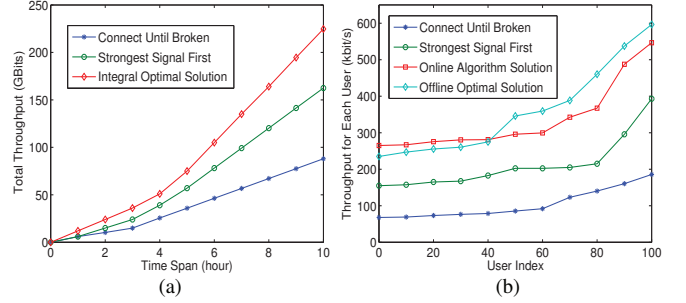 250
200
150
100
50
0
0
2
4
6
8
10
Total Throughput (GBits)
Time Span (hour)
Connect Until Broken
Strongest Signal First
Integral Optimal Solution
(a)
600
500
400
300
200
100
0
0
20
40
60
80
100
Throughput for Each User (kbit/s)
User Index
Connect Until Broken
Strongest Signal First
Online Algorithm Solution
Offline Optimal Solution
(b)